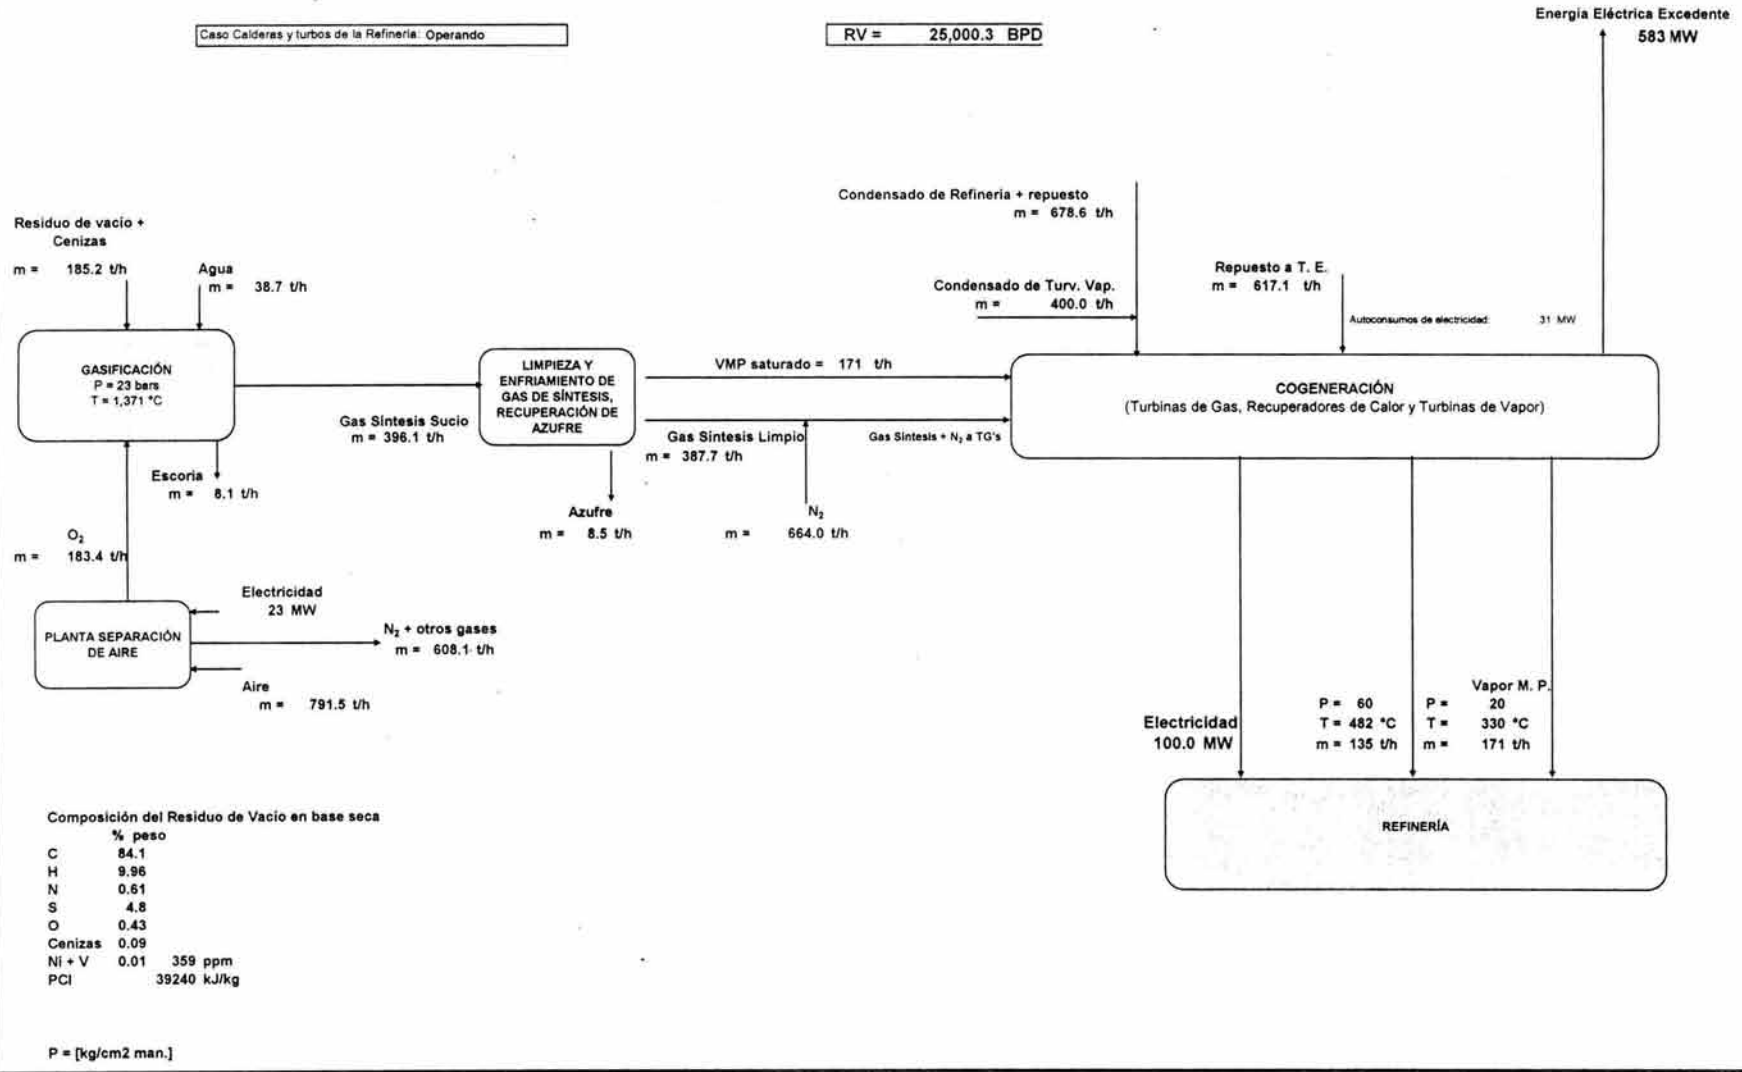 Energía Eléctrica Excedente
583 MW
Caso Calderas y turbos de la Refinería: Operando
RV = 25,000.3 BPD
Condensado de Refineria + repuesto
m = 678.6 t/h
Residuo de vacío +
Cenizas
m = 185.2 t/h
Agua
m = 38.7 t/h
Condensado de Turv. Vap.
m = 400.0 t/h
Repuesto a T. E.
m = 617.1 t/h
Autoconsumos de electricidad: 31 MW
GASIFICACIÓN
P = 23 bars
T = 1,371 °C
LIMPIEZA Y
ENFRIAMIENTO DE
GAS DE SÍNTESIS,
RECUPERACIÓN DE
AZUFRE
VMP saturado = 171 t/h
COGENERACIÓN
(Turbinas de Gas, Recuperadores de Calor y Turbinas de Vapor)
Gas Síntesis Sucio
m = 396.1 t/h
Gas Síntesis Limpio
m = 387.7 t/h
Gas Síntesis + N₂ a TG's
Escoria
m = 8.1 t/h
Azufre
m = 8.5 t/h
N₂
m = 664.0 t/h
O₂
m = 183.4 t/h
Electricidad
23 MW
PLANTA SEPARACIÓN
DE AIRE
N₂ + otros gases
m = 608.1 t/h
Aire
m = 791.5 t/h
Electricidad
100.0 MW
P = 60
T = 482 °C
m = 135 t/h
Vapor M. P.
P = 20
T = 330 °C
m = 171 t/h
REFINERÍA
Composición del Residuo de Vacío en base seca
% peso
C 84.1
H 9.96
N 0.61
S 4.8
O 0.43
Cenizas 0.09
Ni + V 0.01 359 ppm
PCI 39240 kJ/kg
P = [kg/cm2 man.]